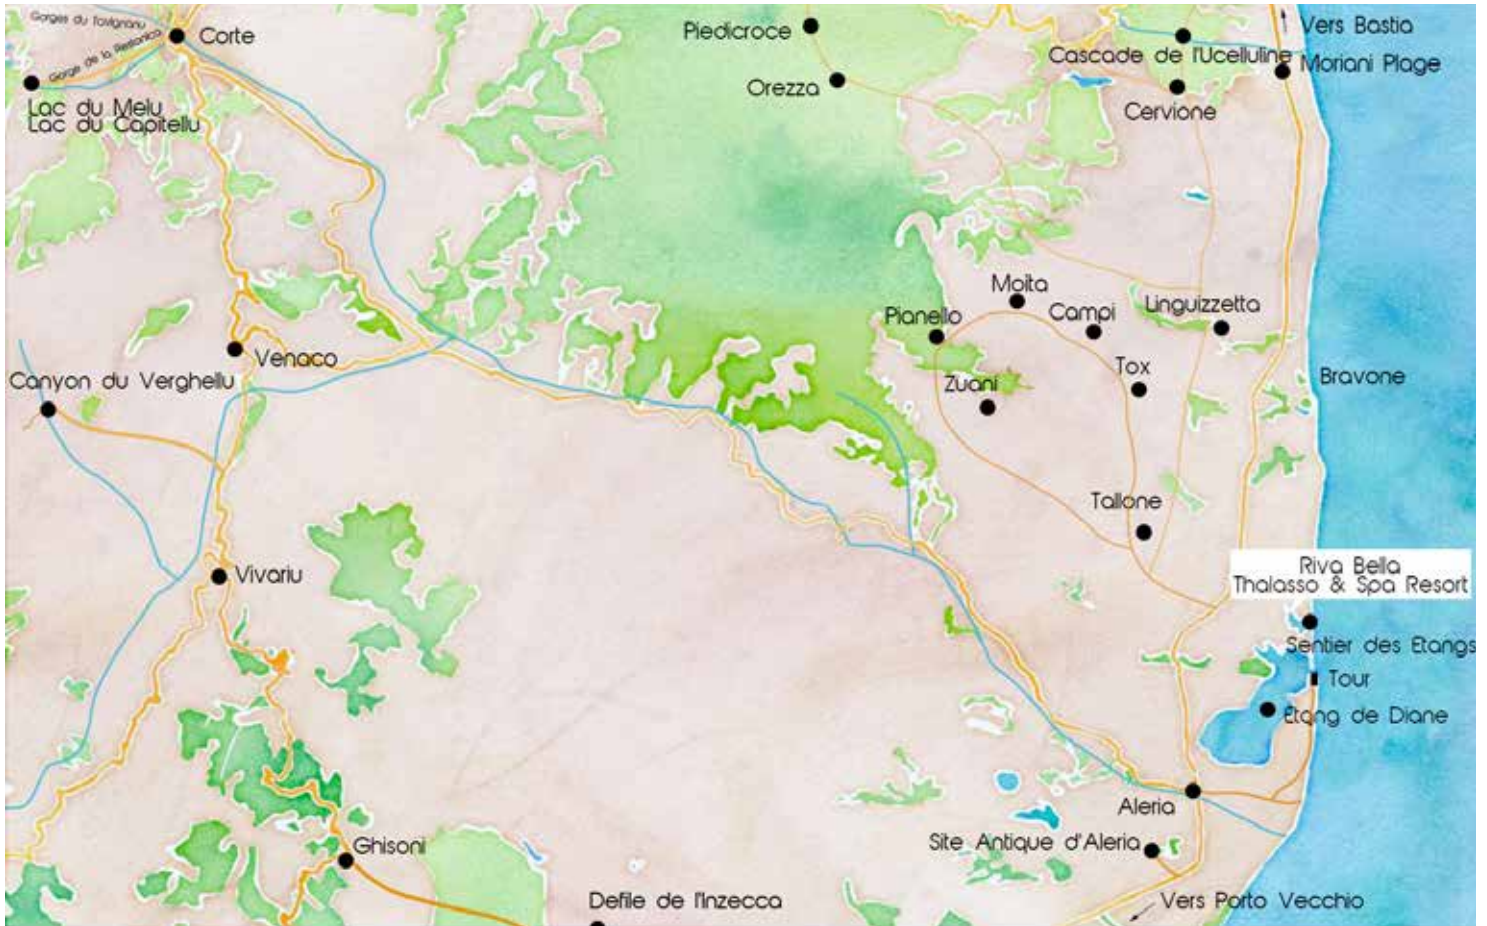 Gorges du Tavignanu
Corte
Gorge de la Restonica
Lac du Melu
Lac du Capitellu
Piedicroce
Orezza
Vers Bastia
Cascade de l'Ucelluline
Moriani Plage
Cervione
Moita
Pianello
Campi
Linguizzetta
Venaco
Canyon du Verghellu
Zuani
Tox
Bravone
Tallone
Vivariu
Riva Bella
Thalasso & Spa Resort
Sentier des Etangs
Tour
Etang de Diane
Aleria
Site Antique d'Aleria
Ghisoni
Defile de l'Inzecca
Vers Porto Vecchio